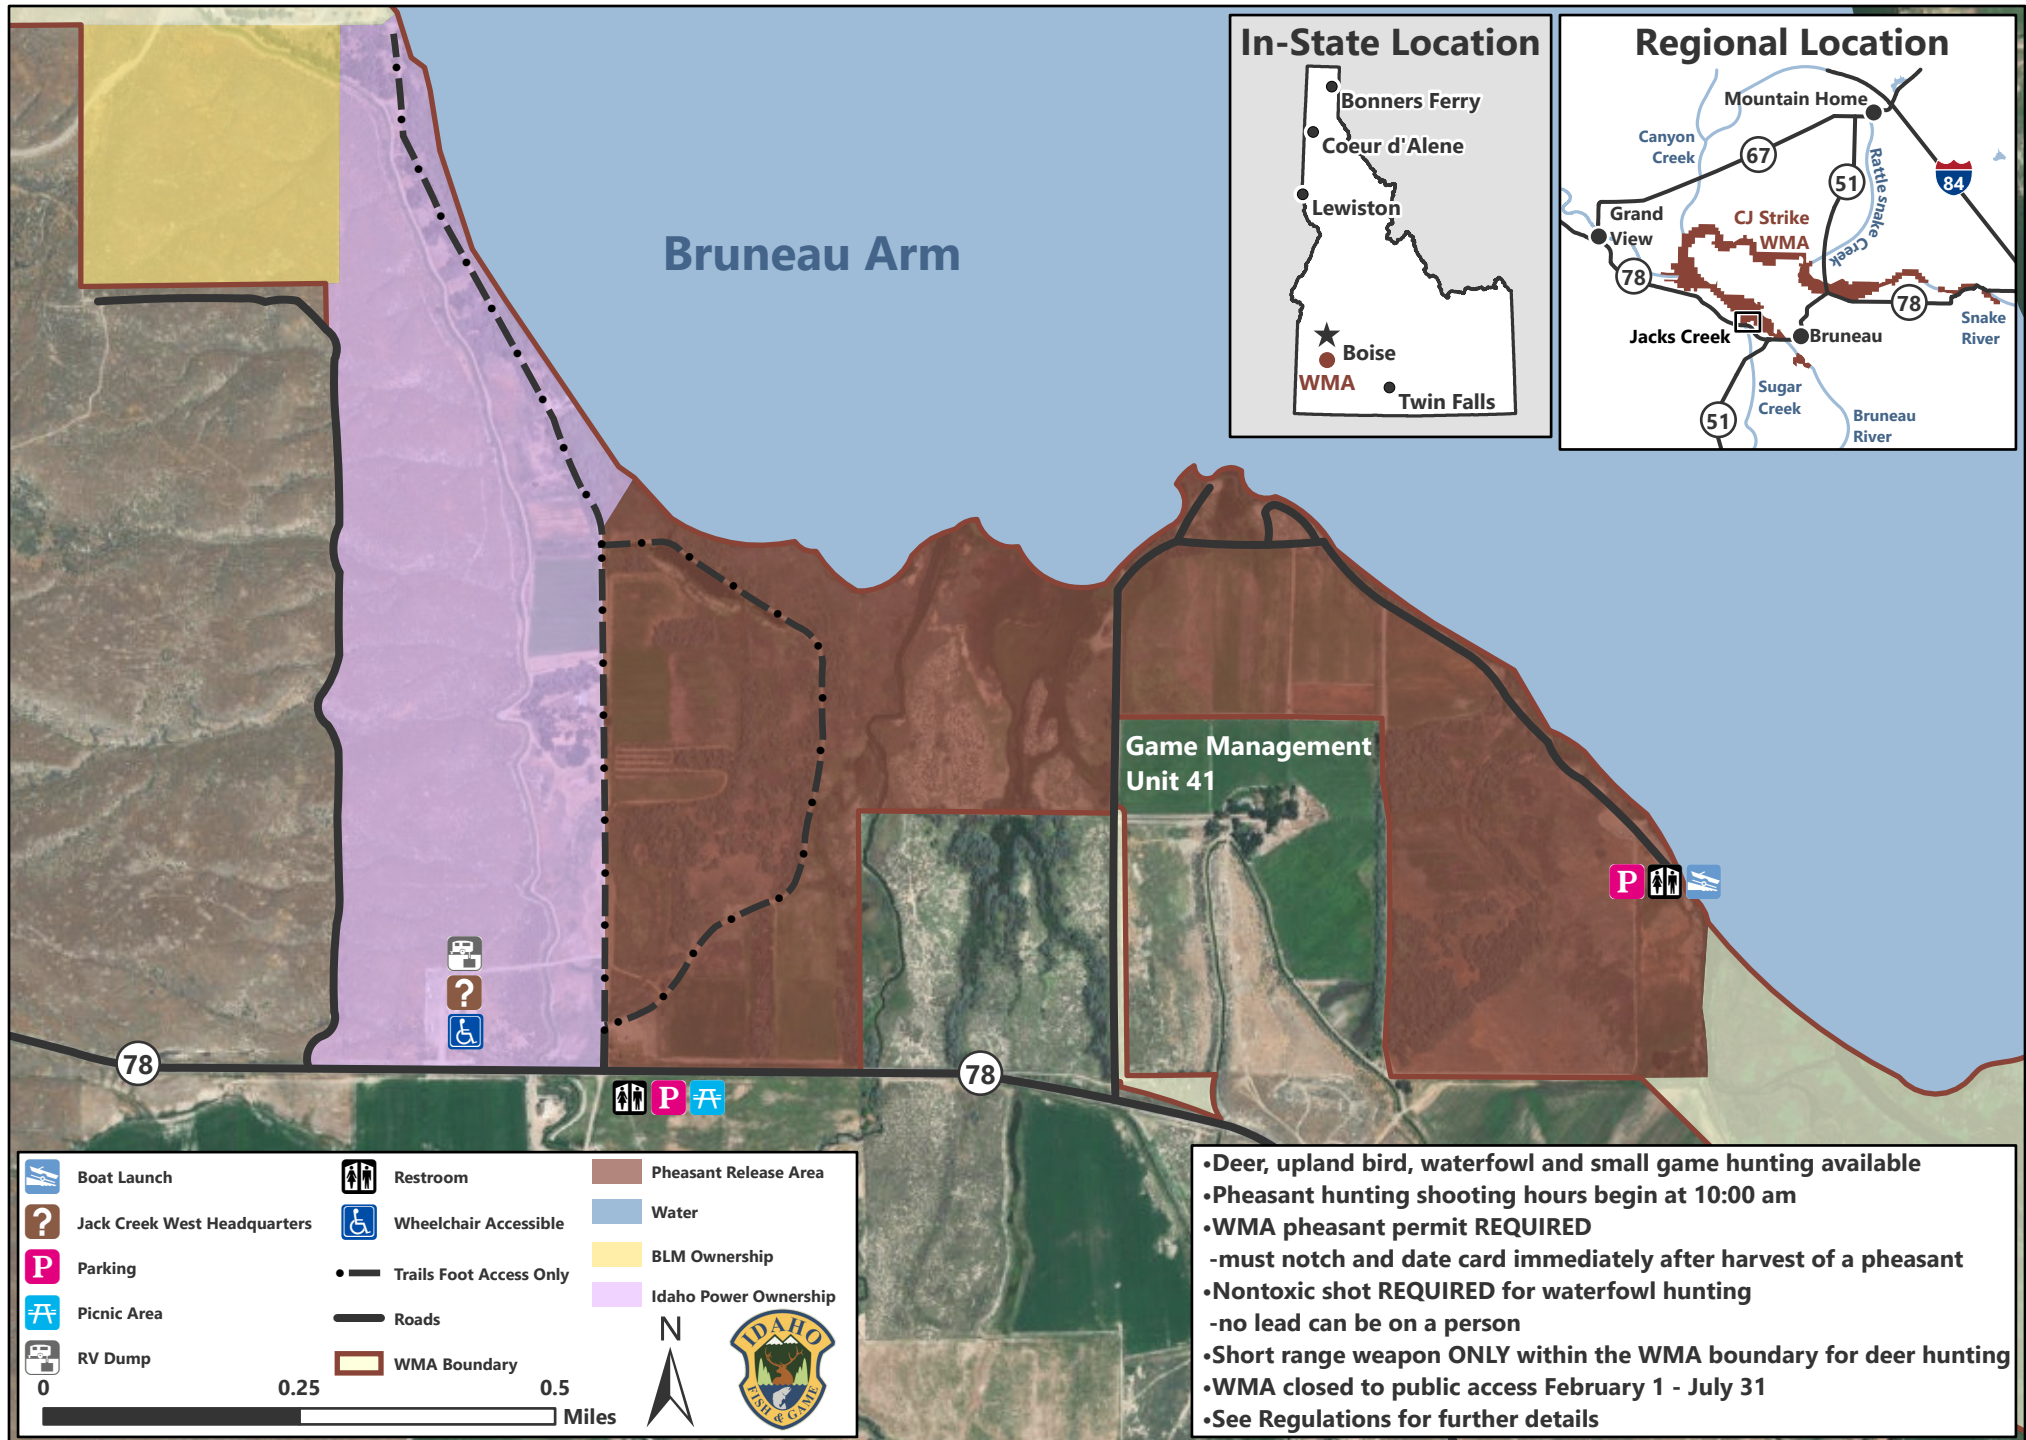 In-State Location
Bonners Ferry
Coeur d'Alene
Lewiston
Boise
WMA
Twin Falls
Regional Location
Mountain Home
Canyon
Creek
67
51
Rattlesnake Creek
84
Grand
View
CJ Strike
WMA
78
78
Snake
River
Jacks Creek
Bruneau
Sugar
Creek
51
Bruneau
River
Bruneau Arm
Game Management
Unit 41
P
?
78
78
P
Boat Launch
? Jack Creek West Headquarters
P Parking
Picnic Area
RV Dump
Restroom
Wheelchair Accessible
Trails Foot Access Only
Roads
WMA Boundary
Pheasant Release Area
Water
BLM Ownership
Idaho Power Ownership
N
IDAHO
FISH & GAME
0 0.25 0.5
Miles
•Deer, upland bird, waterfowl and small game hunting available
•Pheasant hunting shooting hours begin at 10:00 am
•WMA pheasant permit REQUIRED
-must notch and date card immediately after harvest of a pheasant
•Nontoxic shot REQUIRED for waterfowl hunting
-no lead can be on a person
•Short range weapon ONLY within the WMA boundary for deer hunting
•WMA closed to public access February 1 - July 31
•See Regulations for further details